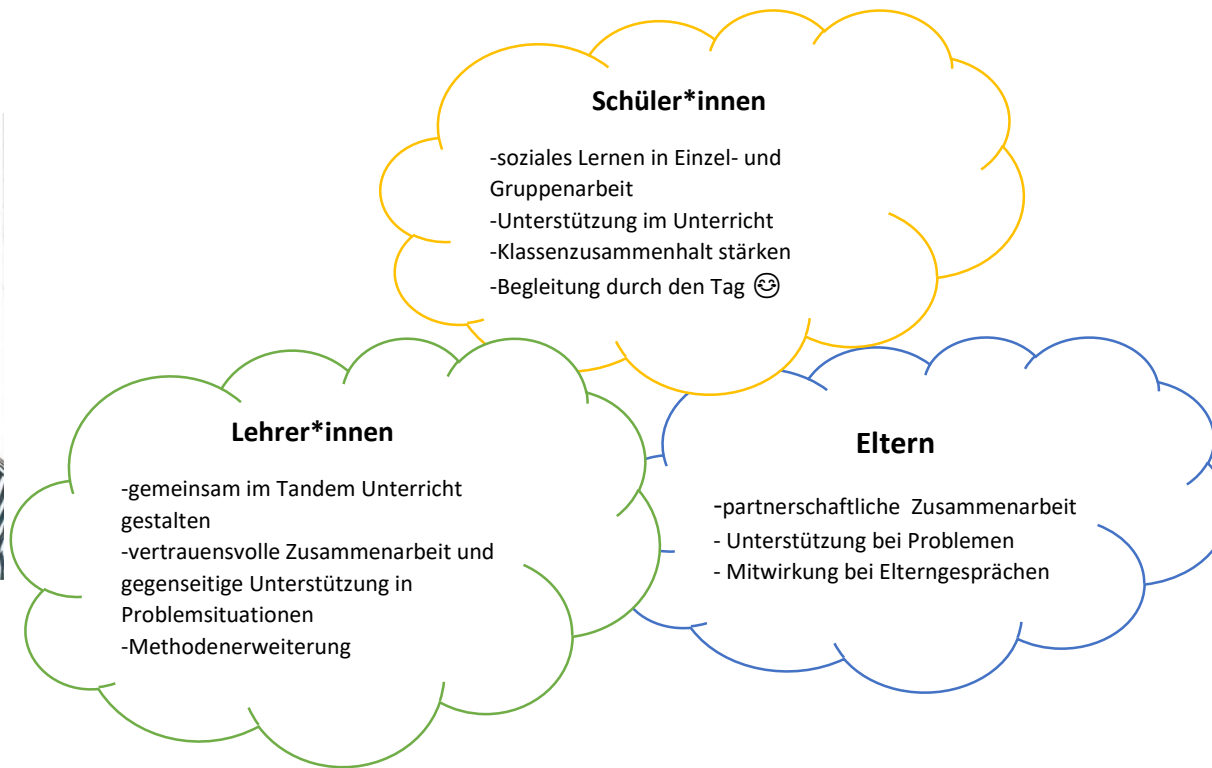 Schüler*innen
-soziales Lernen in Einzel- und
Gruppenarbeit
-Unterstützung im Unterricht
-Klassenzusammenhalt stärken
-Begleitung durch den Tag 😊
Lehrer*innen
-gemeinsam im Tandem Unterricht
gestalten
-vertrauensvolle Zusammenarbeit und
gegenseitige Unterstützung in
Problemsituationen
-Methodenerweiterung
Eltern
-partnerschaftliche  Zusammenarbeit
- Unterstützung bei Problemen
- Mitwirkung bei Elterngesprächen